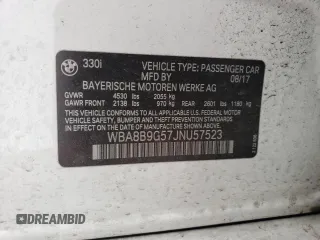 330i
VEHICLE TYPE: PASSENGER CAR
MFD. BY 08/17
BAYERISCHE MOTOREN WERKE AG
GVWR 4530 lbs 2055 kg
GAWR FRONT 2138 lbs 970 kg REAR 2601 lbs 1180 kg
THIS VEHICLE CONFORMS TO ALL APPLICABLE U.S. FEDERAL MOTOR
VEHICLE SAFETY, BUMPER, AND THEFT PREVENTION STANDARDS IN
EFFECT ON THE DATE OF MANUFACTURE SHOWN ABOVE.
WBA8B9G57JNU57523
DREAMBID
DREAMBID